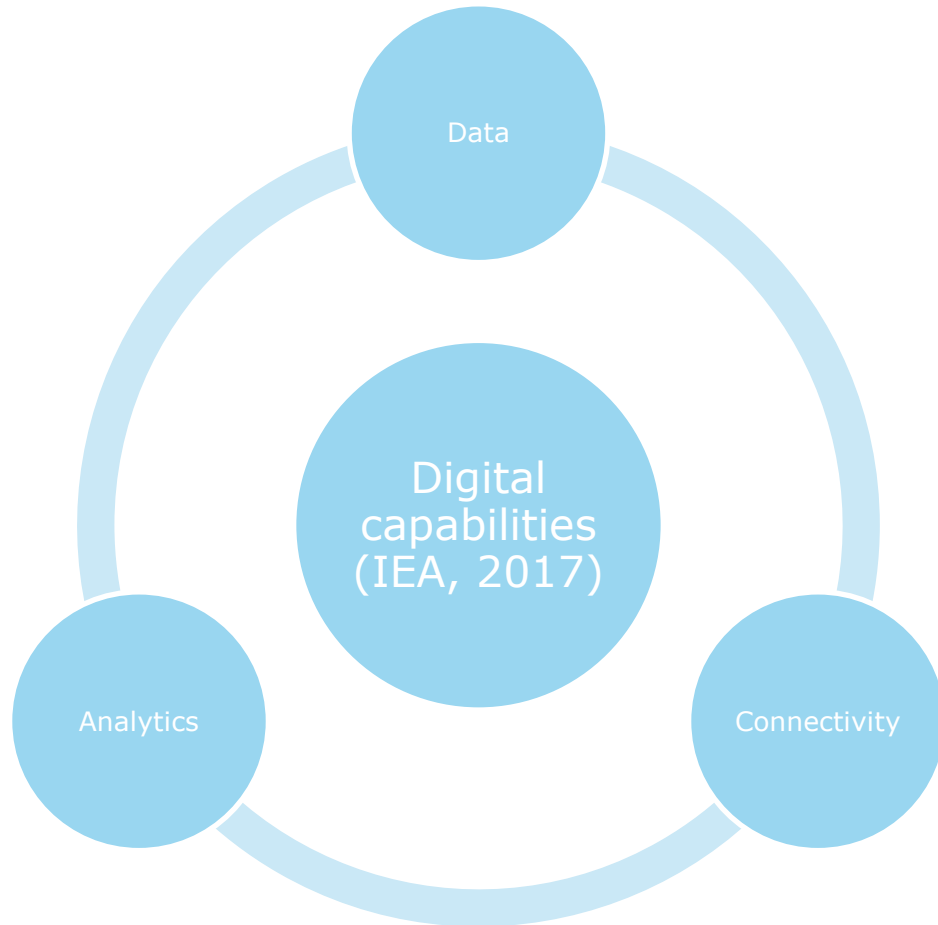 Data
Digital
capabilities
(IEA, 2017)
Analytics
Connectivity